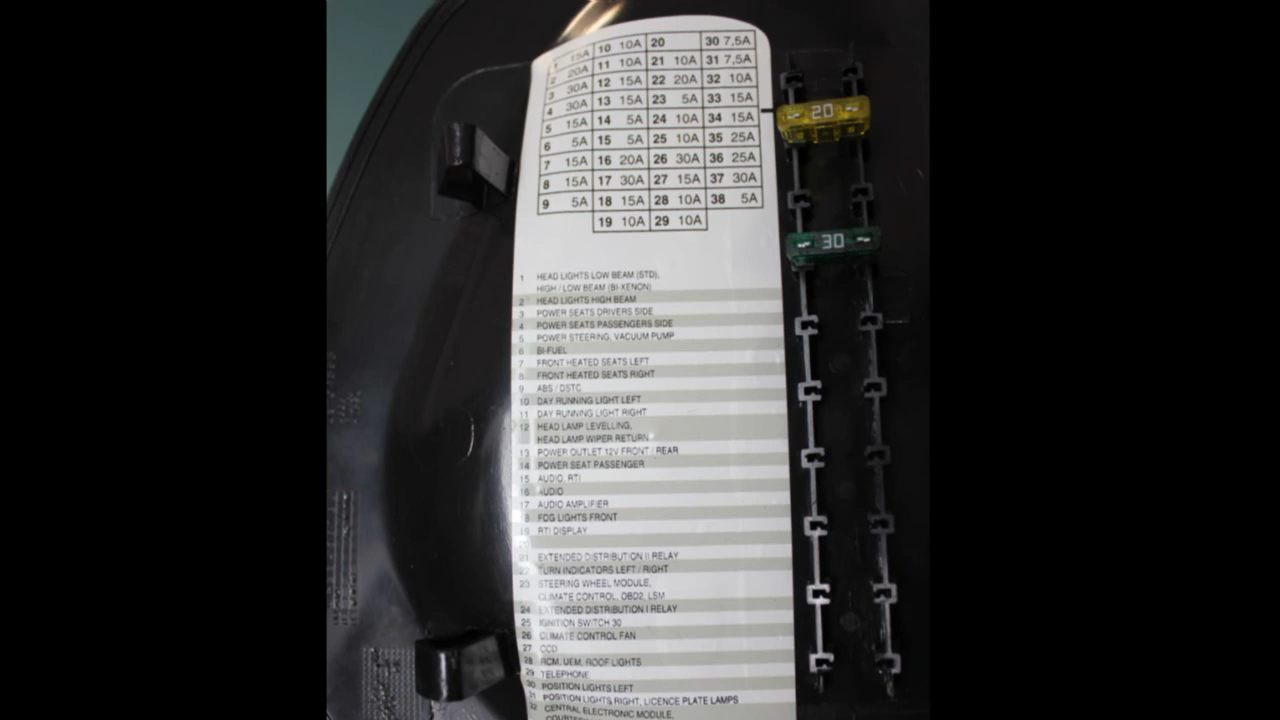 1 15A 10 10A 20 30 7,5A
2 20A 11 10A 21 10A 31 7,5A
3 30A 12 15A 22 20A 32 10A
4 30A 13 15A 23 5A 33 15A
5 15A 14 5A 24 10A 34 15A
6 5A 15 5A 25 10A 35 25A
7 15A 16 20A 26 30A 36 25A
8 15A 17 30A 27 15A 37 30A
9 5A 18 15A 28 10A 38 5A
19 10A 29 10A
20
30
1 HEAD LIGHTS LOW BEAM (STD),
HIGH / LOW BEAM (BI-XENON)
2 HEAD LIGHTS HIGH BEAM
3 POWER SEATS DRIVERS SIDE
4 POWER SEATS PASSENGERS SIDE
5 POWER STEERING, VACUUM PUMP
6 BI-FUEL
7 FRONT HEATED SEATS LEFT
8 FRONT HEATED SEATS RIGHT
9 ABS / DSTC
10 DAY RUNNING LIGHT LEFT
11 DAY RUNNING LIGHT RIGHT
12 HEAD LAMP LEVELLING,
HEAD LAMP WIPER RETURN
13 POWER OUTLET 12V FRONT / REAR
14 POWER SEAT PASSENGER
15 AUDIO, RTI
16 AUDIO
17 AUDIO AMPLIFIER
18 FOG LIGHTS FRONT
19 RTI DISPLAY
20
21 EXTENDED DISTRIBUTION II RELAY
22 TURN INDICATORS LEFT / RIGHT
23 STEERING WHEEL MODULE,
CLIMATE CONTROL, OBD2, LSM
24 EXTENDED DISTRIBUTION I RELAY
25 IGNITION SWITCH 30
26 CLIMATE CONTROL FAN
27 CCD
28 RCM, UEM, ROOF LIGHTS
29 TELEPHONE
30 POSITION LIGHTS LEFT
31 POSITION LIGHTS RIGHT, LICENCE PLATE LAMPS
32 CENTRAL ELECTRONIC MODULE,